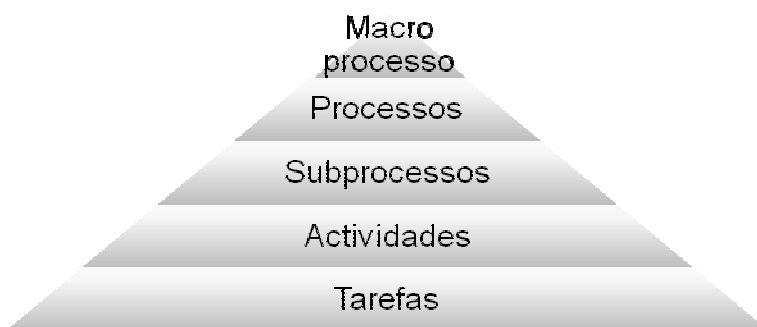 Macro
processo
Processos
Subprocessos
Actividades
Tarefas